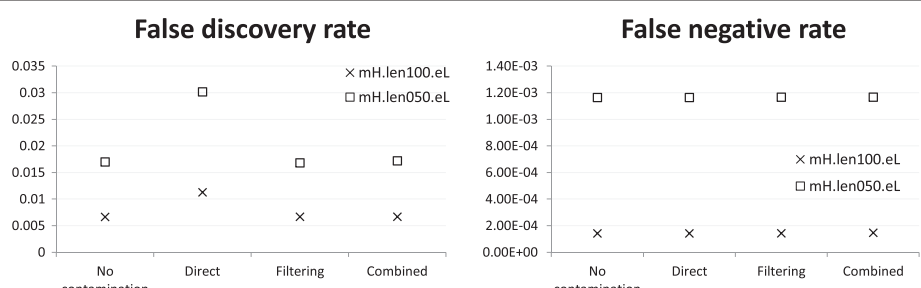 False discovery rate
0.035
0.03
0.025
0.02
0.015
0.01
0.005
0
mH.len100.eL
mH.len050.eL
No
contamination
Direct
Filtering
Combined
False negative rate
1.40E-03
1.20E-03
1.00E-03
8.00E-04
6.00E-04
4.00E-04
2.00E-04
0.00E+00
mH.len100.eL
mH.len050.eL
No
contamination
Direct
Filtering
Combined